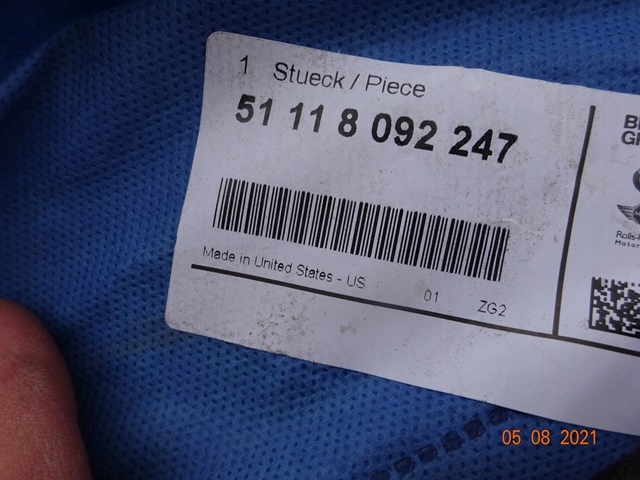 1 Stueck / Piece
51 11 8 092 247
Made in United States - US 01 ZG2
05 08 2021